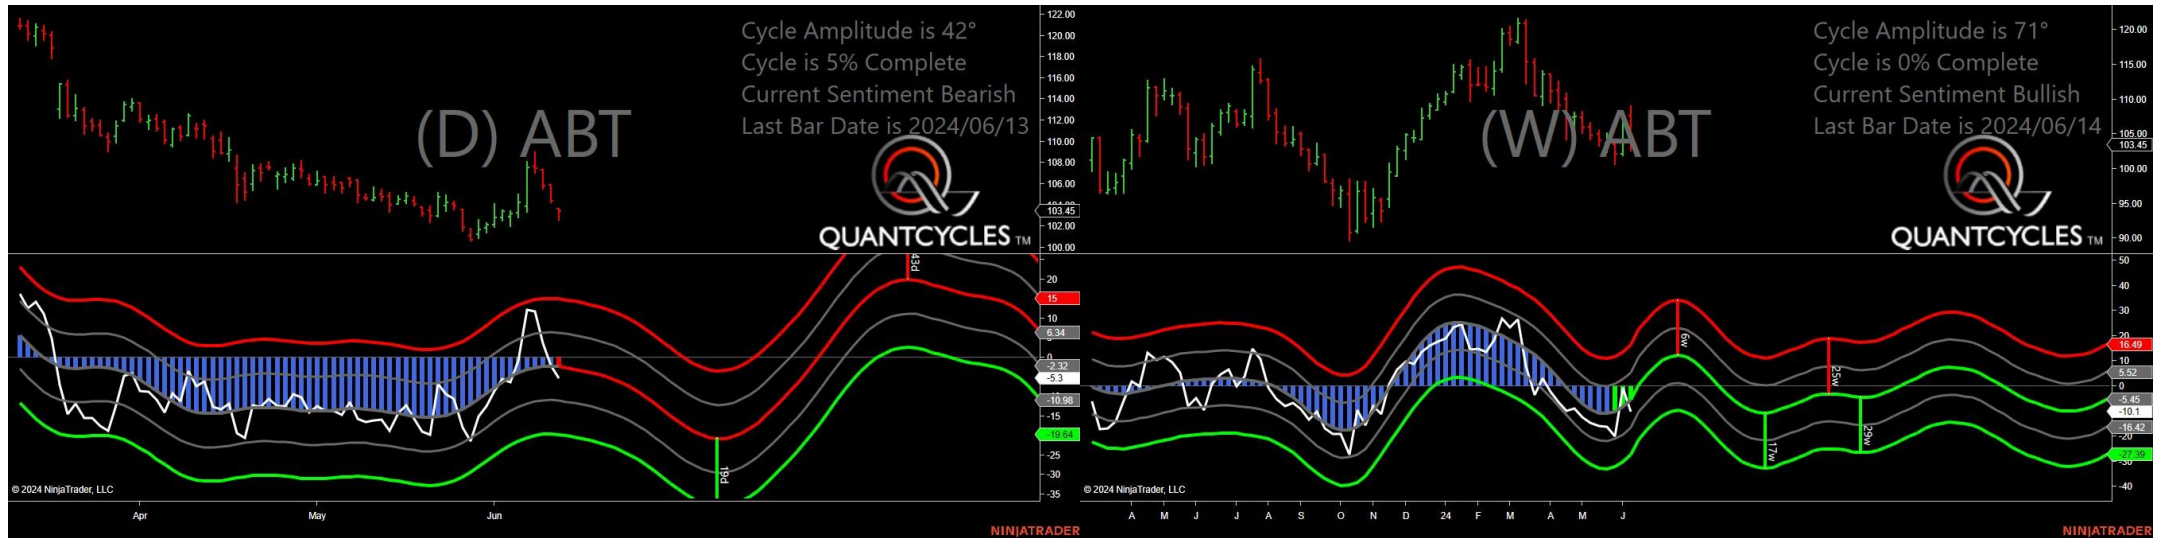 Cycle Amplitude is 42°
Cycle is 5% Complete
Current Sentiment Bearish
Last Bar Date is 2024/06/13
(D) ABT
QUANTCYCLES TM
122.00
120.00
118.00
116.00
114.00
112.00
110.00
108.00
106.00
104.00
103.45
102.00
100.00
43d
19d
20
15
10
6.34
0
-2.32
-5.3
-10.98
-15
-19.64
-25
-30
-35
© 2024 NinjaTrader, LLC
Apr
May
Jun
NINJATRADER
Cycle Amplitude is 71°
Cycle is 0% Complete
Current Sentiment Bullish
Last Bar Date is 2024/06/14
(W) ABT
QUANTCYCLES TM
120.00
115.00
110.00
105.00
103.45
100.00
95.00
90.00
6w
17w
25w
29w
50
40
30
20
16.49
10
5.52
0
-5.45
-10.1
-16.42
-20
-27.39
-30
-40
© 2024 NinjaTrader, LLC
A M J J A S O N D 24 F M A M J
NINJATRADER